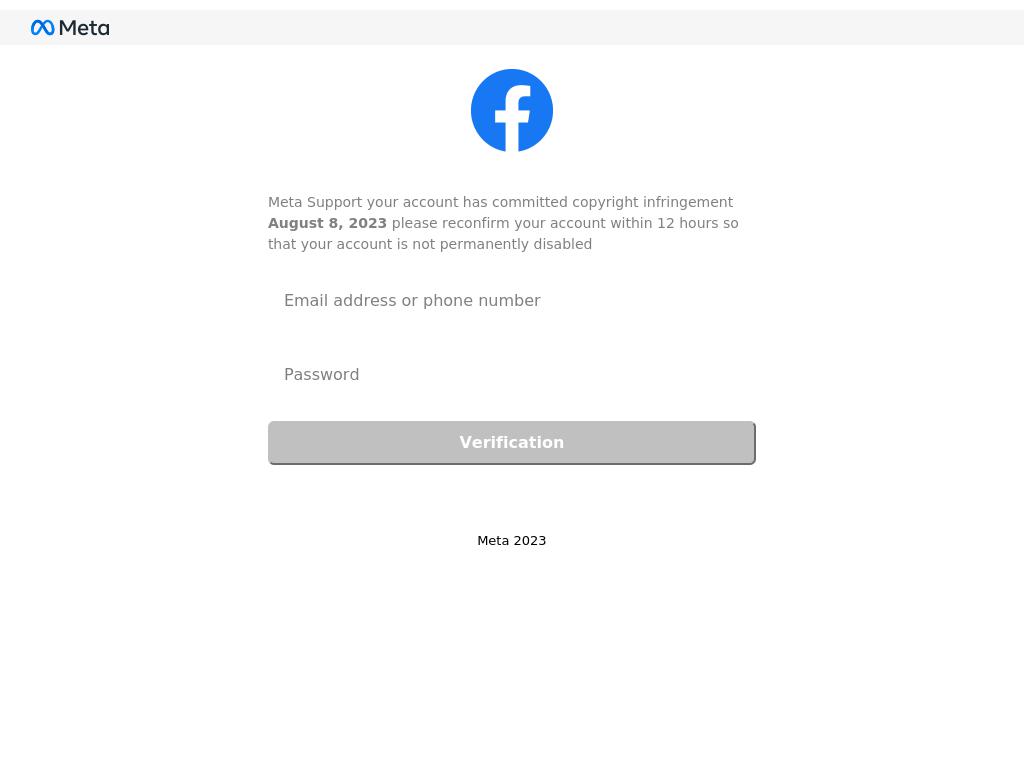 Meta
Meta Support your account has committed copyright infringement
August 8, 2023 please reconfirm your account within 12 hours so
that your account is not permanently disabled
Email address or phone number
Password
Verification
Meta 2023